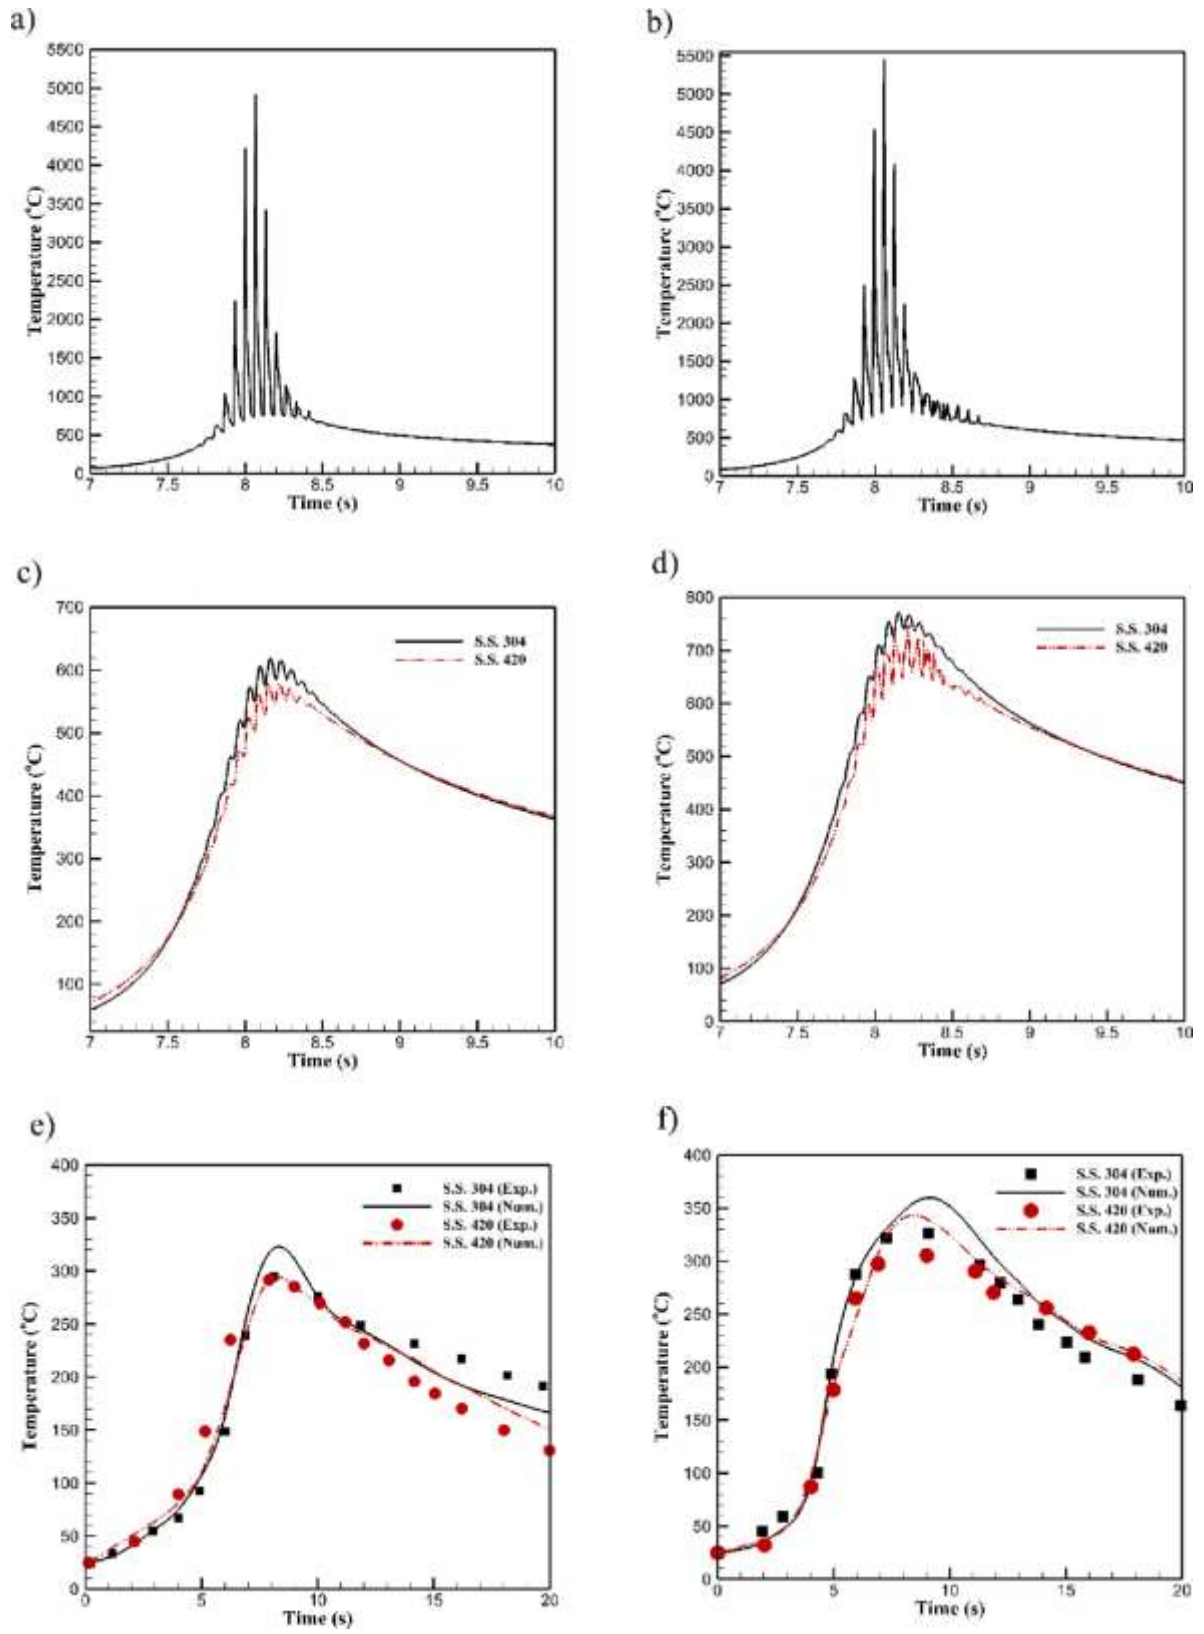 a)
5500
5000
4500
4000
3500
3000
2500
2000
1500
1000
500
0
Temperature (°C)
7 7.5 8 8.5 9 9.5 10
Time (s)
b)
5500
5000
4500
4000
3500
3000
2500
2000
1500
1000
500
0
Temperature (°C)
7 7.5 8 8.5 9 9.5 10
Time (s)
c)
700
600
500
400
300
200
100
Temperature (°C)
S.S. 304
S.S. 420
7 7.5 8 8.5 9 9.5 10
Time (s)
d)
800
700
600
500
400
300
200
100
0
Temperature (°C)
S.S. 304
S.S. 420
7 7.5 8 8.5 9 9.5 10
Time (s)
e)
400
350
300
250
200
150
100
50
0
Temperature (°C)
S.S. 304 (Exp.)
S.S. 304 (Num.)
S.S. 420 (Exp.)
S.S. 420 (Num.)
0 5 10 15 20
Time (s)
f)
400
350
300
250
200
150
100
50
0
Temperature (°C)
S.S. 304 (Exp.)
S.S. 304 (Num.)
S.S. 420 (Exp.)
S.S. 420 (Num.)
0 5 10 15 20
Time (s)